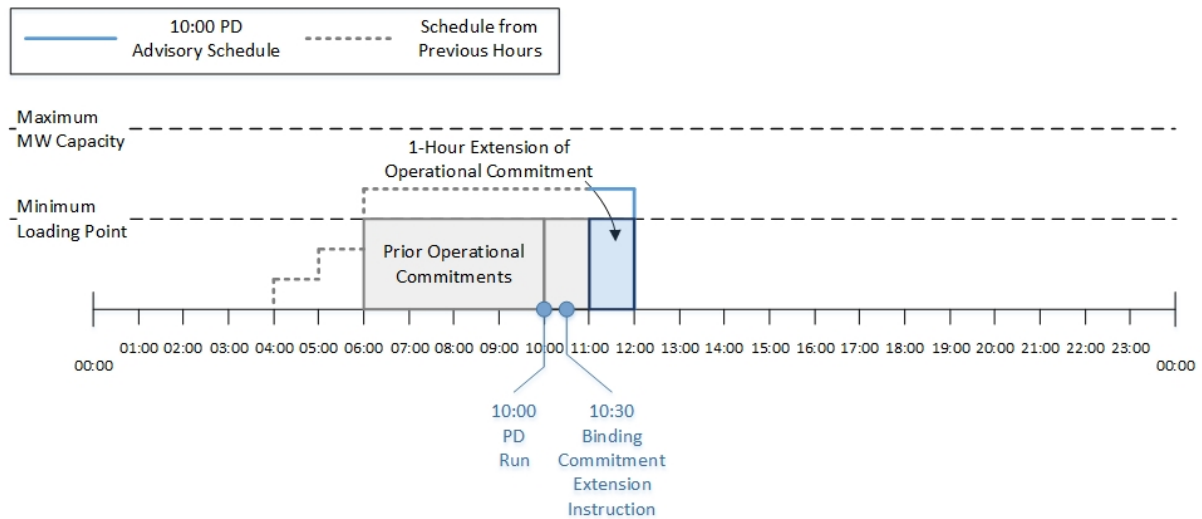 10:00 PD
Advisory Schedule
Schedule from
Previous Hours
Maximum
MW Capacity
1-Hour Extension of
Operational Commitment
Minimum
Loading Point
Prior Operational
Commitments
00:00 01:00 02:00 03:00 04:00 05:00 06:00 07:00 08:00 09:00 10:00 11:00 12:00 13:00 14:00 15:00 16:00 17:00 18:00 19:00 20:00 21:00 22:00 23:00 00:00
10:00
PD
Run
10:30
Binding
Commitment
Extension
Instruction